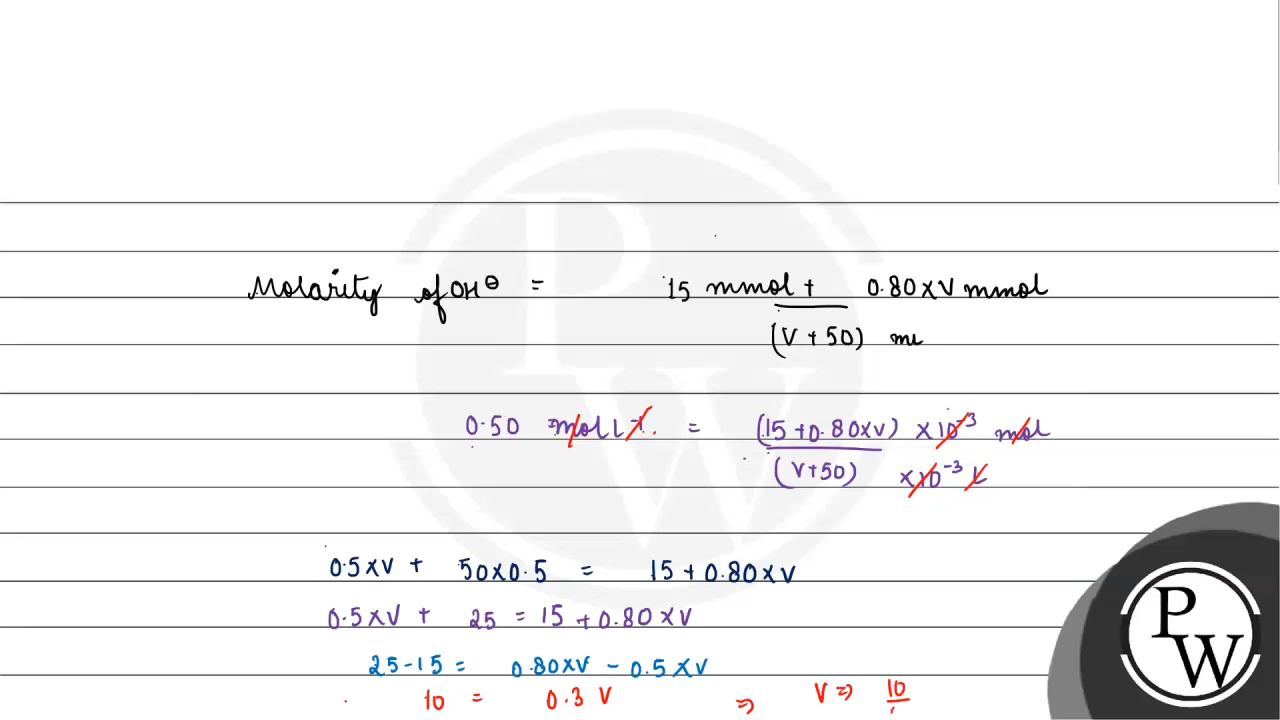 Molarity of OH⊖ = 15 mmol + 0.80×V mmol
(V + 50) mL
0.50 mol L⁻¹. = (15+0.80×V) ×10⁻³ mol
(V+50) ×10⁻³ L
0.5×V + 50×0.5 = 15+0.80×V
0.5×V + 25 = 15+0.80×V
25-15 = 0.80×V - 0.5×V
10 = 0.3 V ⇒ V ⇒ 10
P
W